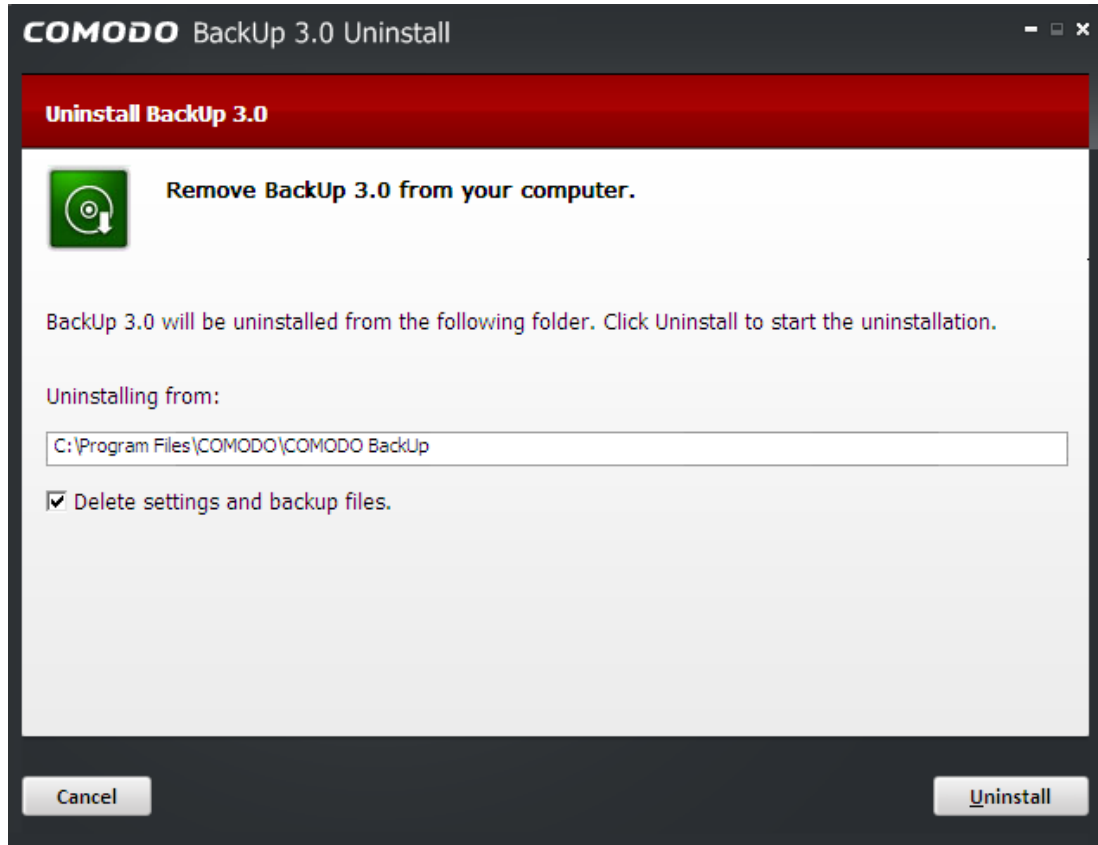 COMODO BackUp 3.0 Uninstall
Uninstall BackUp 3.0
Remove BackUp 3.0 from your computer.
BackUp 3.0 will be uninstalled from the following folder. Click Uninstall to start the uninstallation.
Uninstalling from:
C:\Program Files\COMODO\COMODO BackUp
Delete settings and backup files.
Cancel
Uninstall